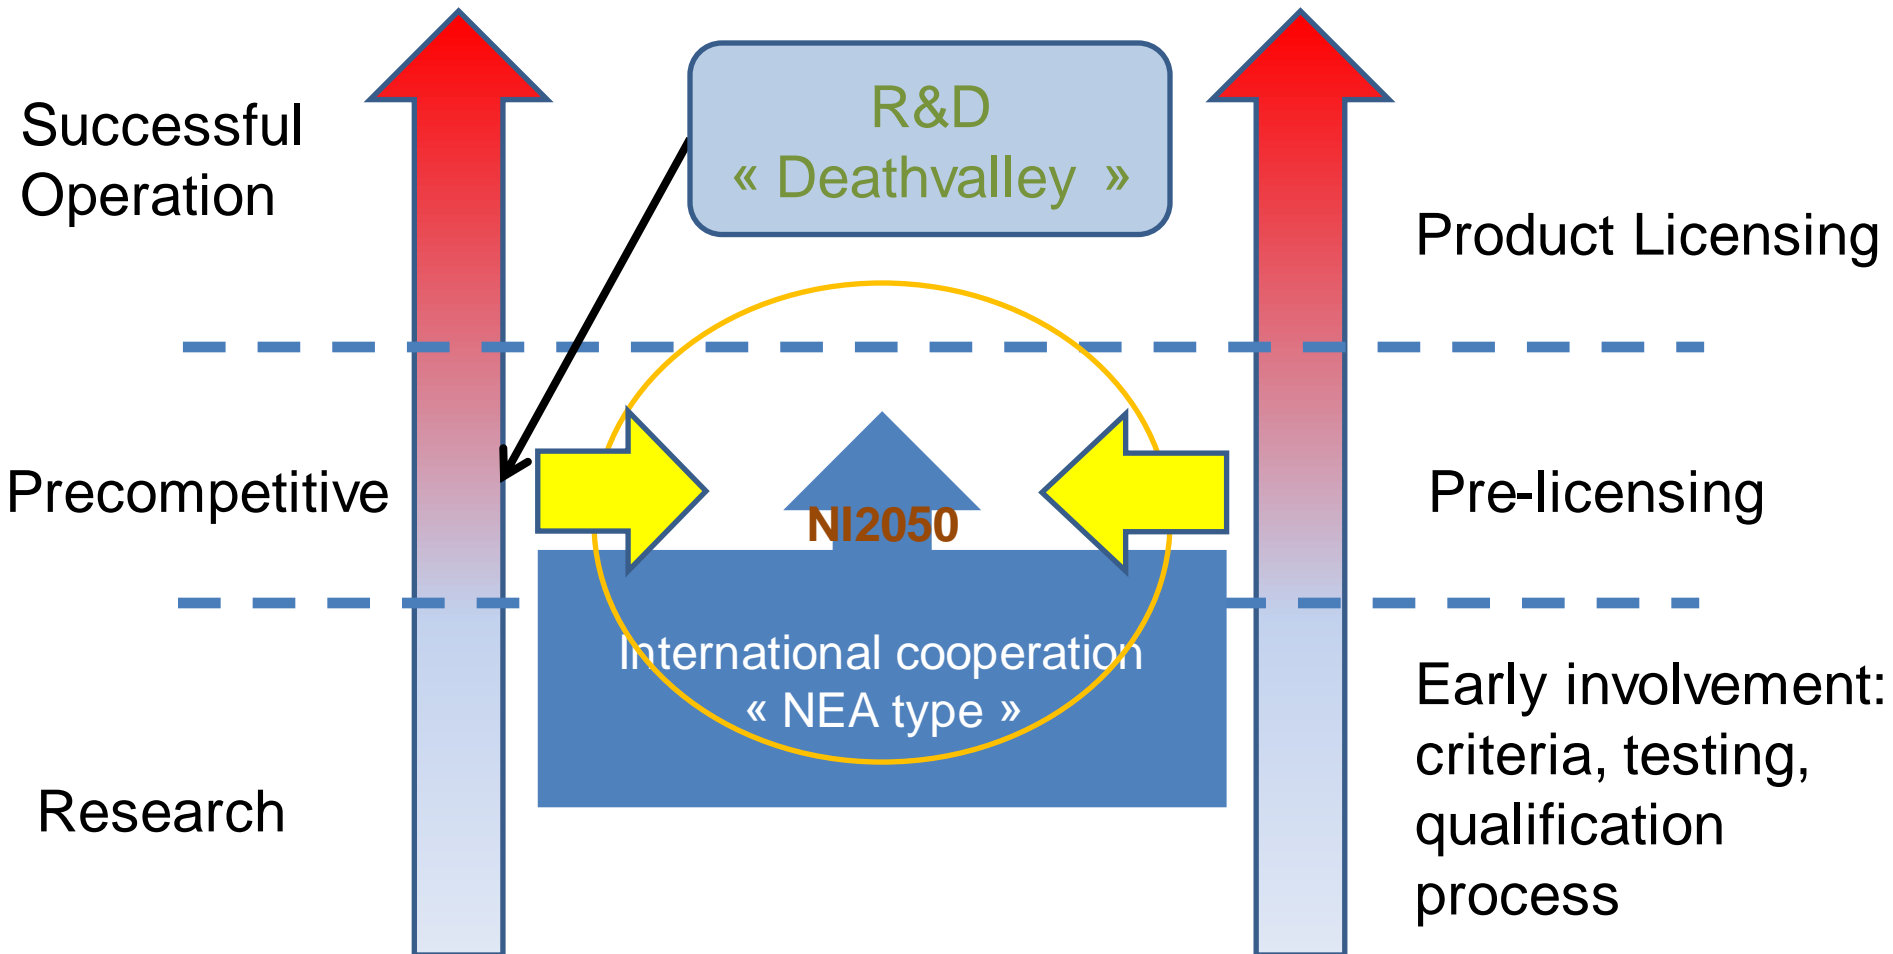 Successful
Operation
R&D
« Deathvalley »
Product Licensing
Precompetitive
NI2050
Pre-licensing
International cooperation
« NEA type »
Research
Early involvement:
criteria, testing,
qualification
process